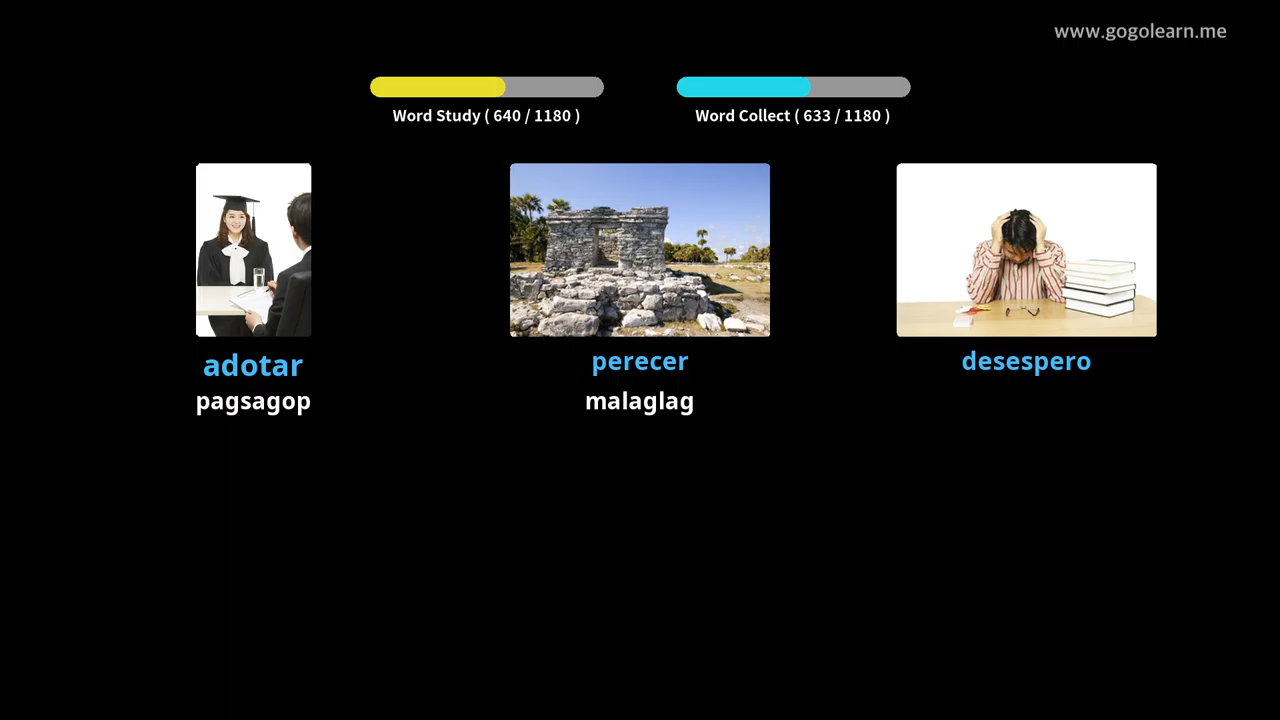 www.gogolearn.me
Word Study ( 640 / 1180 )
Word Collect ( 633 / 1180 )
adotar
pagsagop
perecer
malaglag
desespero